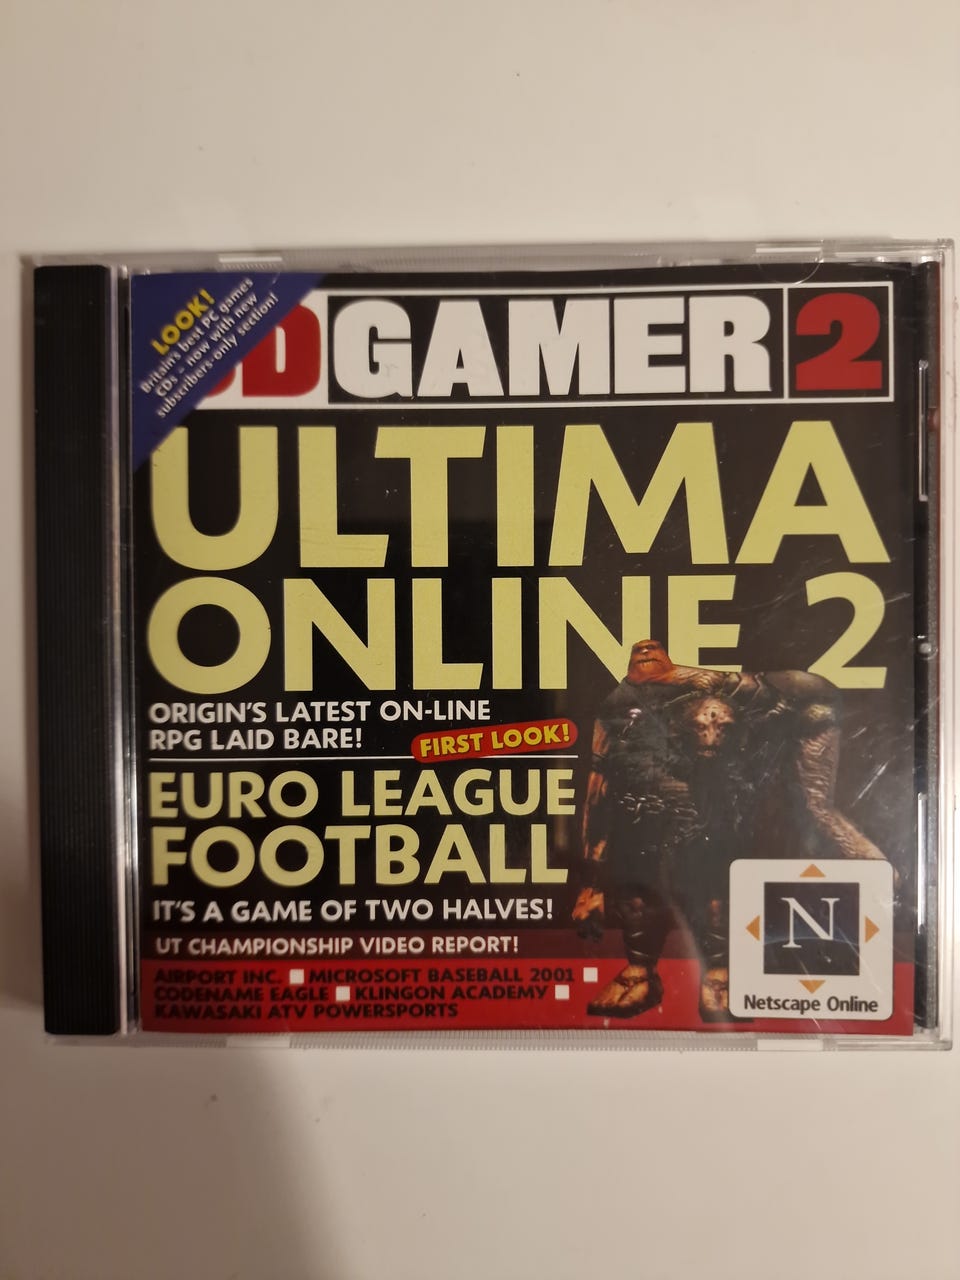 LOOK!
Britain's best PC games
CDs – now with new
subscribers-only section!
CDGAMER 2
ULTIMA
ONLINE 2
ORIGIN'S LATEST ON-LINE
RPG LAID BARE!
FIRST LOOK!
EURO LEAGUE
FOOTBALL
IT'S A GAME OF TWO HALVES!
UT CHAMPIONSHIP VIDEO REPORT!
AIRPORT INC. MICROSOFT BASEBALL 2001
CODENAME EAGLE KLINGON ACADEMY
KAWASAKI ATV POWERSPORTS
N
Netscape Online